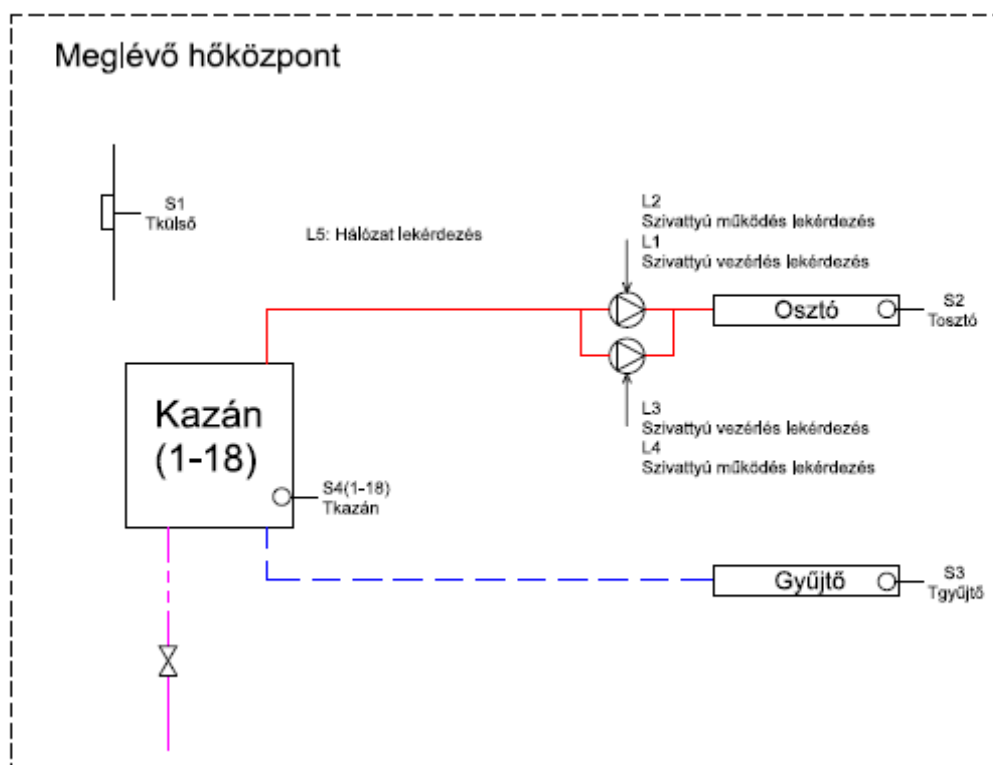 Meglévő hőközpont
S1
Tkülső
L5: Hálózat lekérdezés
L2
Szivattyú működés lekérdezés
L1
Szivattyú vezérlés lekérdezés
Osztó
S2
Tosztó
Kazán
(1-18)
S4(1-18)
Tkazán
L3
Szivattyú vezérlés lekérdezés
L4
Szivattyú működés lekérdezés
Gyűjtő
S3
Tgyűjtő